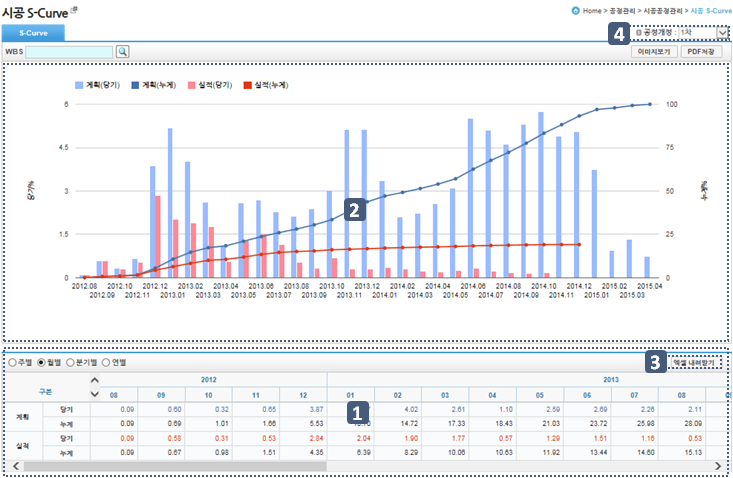 시공 S-Curve
Home > 공정관리 > 시공공정관리 > 시공 S-Curve
S-Curve
4
공정개정 : 1차
WBS
이미지보기 PDF저장
계획(당기) 계획(누계) 실적(당기) 실적(누계)
6 100
4.5 75
당기% 누계%
3 50
2
1.5 25
0 0
2012.08 2012.10 2012.12 2013.02 2013.04 2013.06 2013.08 2013.10 2013.12 2014.02 2014.04 2014.06 2014.08 2014.10 2014.12 2015.02 2015.04
2012.09 2012.11 2013.01 2013.03 2013.05 2013.07 2013.09 2013.11 2014.01 2014.03 2014.05 2014.07 2014.09 2014.11 2015.01 2015.03
주별 월별 분기별 연별
3
엑셀 내려받기
구분 2012 2013
08 09 10 11 12 01 02 03 04 05 06 07 08
1
계획 당기 0.09 0.60 0.32 0.65 3.87 4.02 2.61 1.10 2.59 2.69 2.26 2.11
누계 0.09 0.69 1.01 1.66 5.53 14.72 17.33 18.43 21.03 23.72 25.98 28.09
실적 당기 0.09 0.58 0.31 0.53 2.84 2.04 1.90 1.77 0.57 1.29 1.51 1.16 0.53
누계 0.09 0.67 0.98 1.51 4.35 6.39 8.29 10.06 10.63 11.92 13.44 14.60 15.13